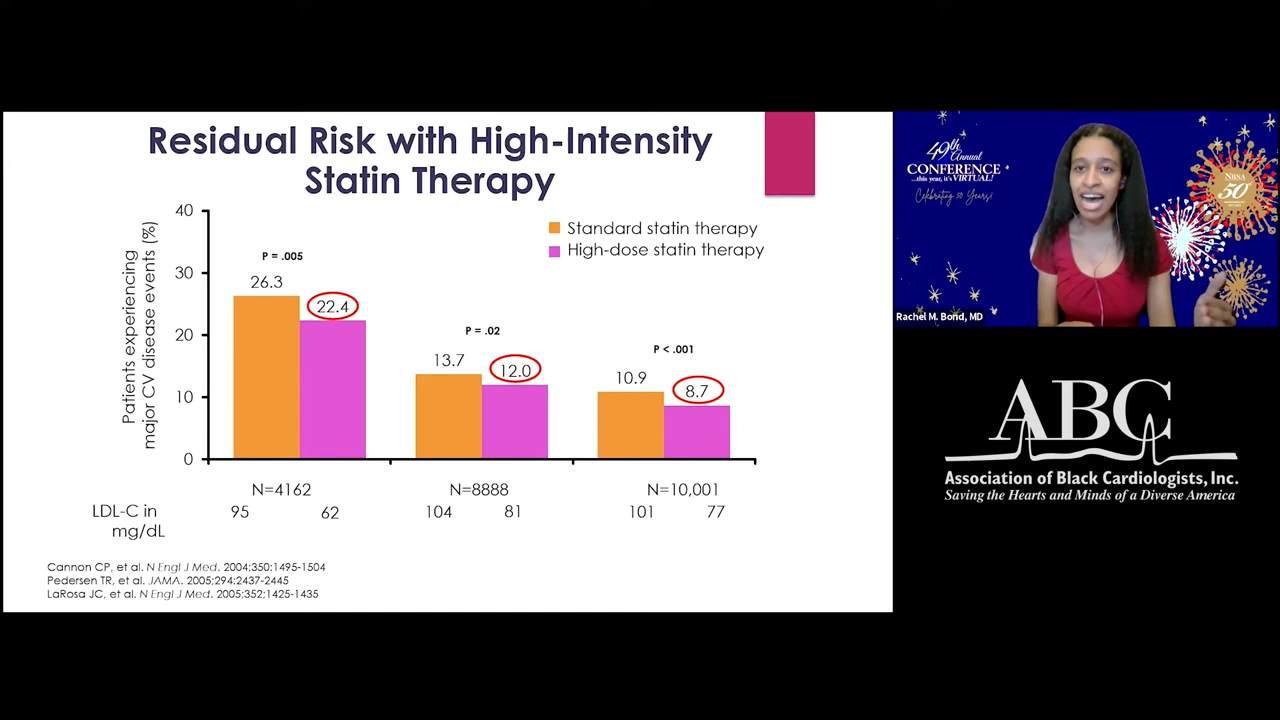 Residual Risk with High-Intensity
Statin Therapy
Patients experiencing
major CV disease events (%)
40
30
20
10
0
Standard statin therapy
High-dose statin therapy
P = .005
26.3
22.4
P = .02
13.7
12.0
P < .001
10.9
8.7
N=4162
N=8888
N=10,001
LDL-C in
mg/dL
95
62
104
81
101
77
Cannon CP, et al. N Engl J Med. 2004;350:1495-1504
Pedersen TR, et al. JAMA. 2005;294:2437-2445
LaRosa JC, et al. N Engl J Med. 2005;352;1425-1435
49th Annual
CONFERENCE
...this year, it's VIRTUAL!
Celebrating 50 Years!
NBNA
50
Rachel M. Bond, MD
ABC
Association of Black Cardiologists, Inc.
Saving the Hearts and Minds of a Diverse America